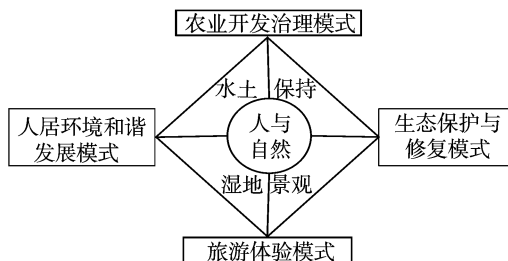 农业开发治理模式
水土 保持
人居环境和谐
发展模式
人与
自然
生态保护与
修复模式
湿地 景观
旅游体验模式